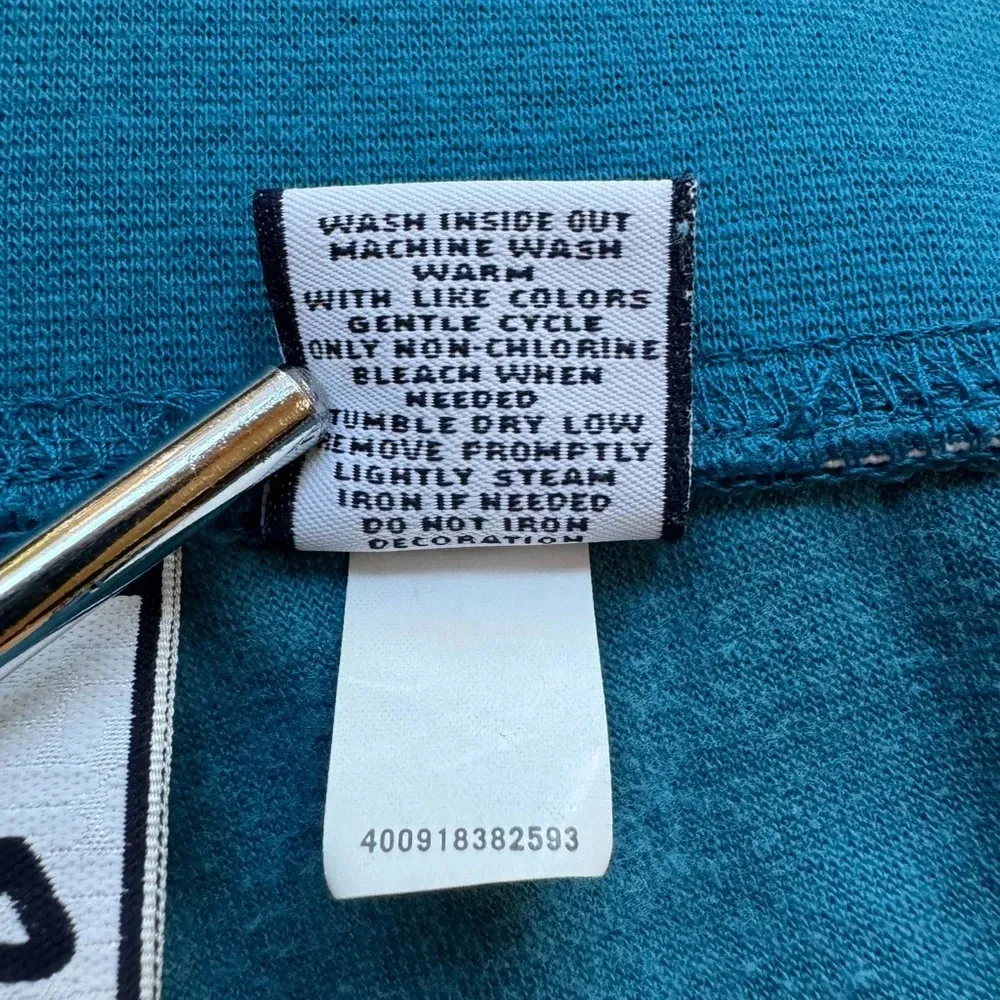 WASH INSIDE OUT
MACHINE WASH
WARM
WITH LIKE COLORS
GENTLE CYCLE
ONLY NON-CHLORINE
BLEACH WHEN
NEEDED
TUMBLE DRY LOW
REMOVE PROMPTLY
LIGHTLY STEAM
IRON IF NEEDED
DO NOT IRON
DECORATION
400918382593